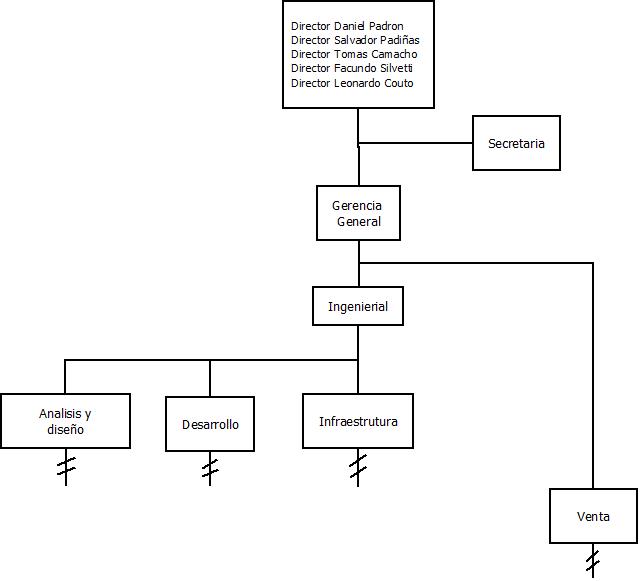 Director Daniel Padron
Director Salvador Padiñas
Director Tomas Camacho
Director Facundo Silvetti
Director Leonardo Couto
Secretaria
Gerencia
General
Ingenierial
Analisis y
diseño
Desarrollo
Infraestrutura
Venta